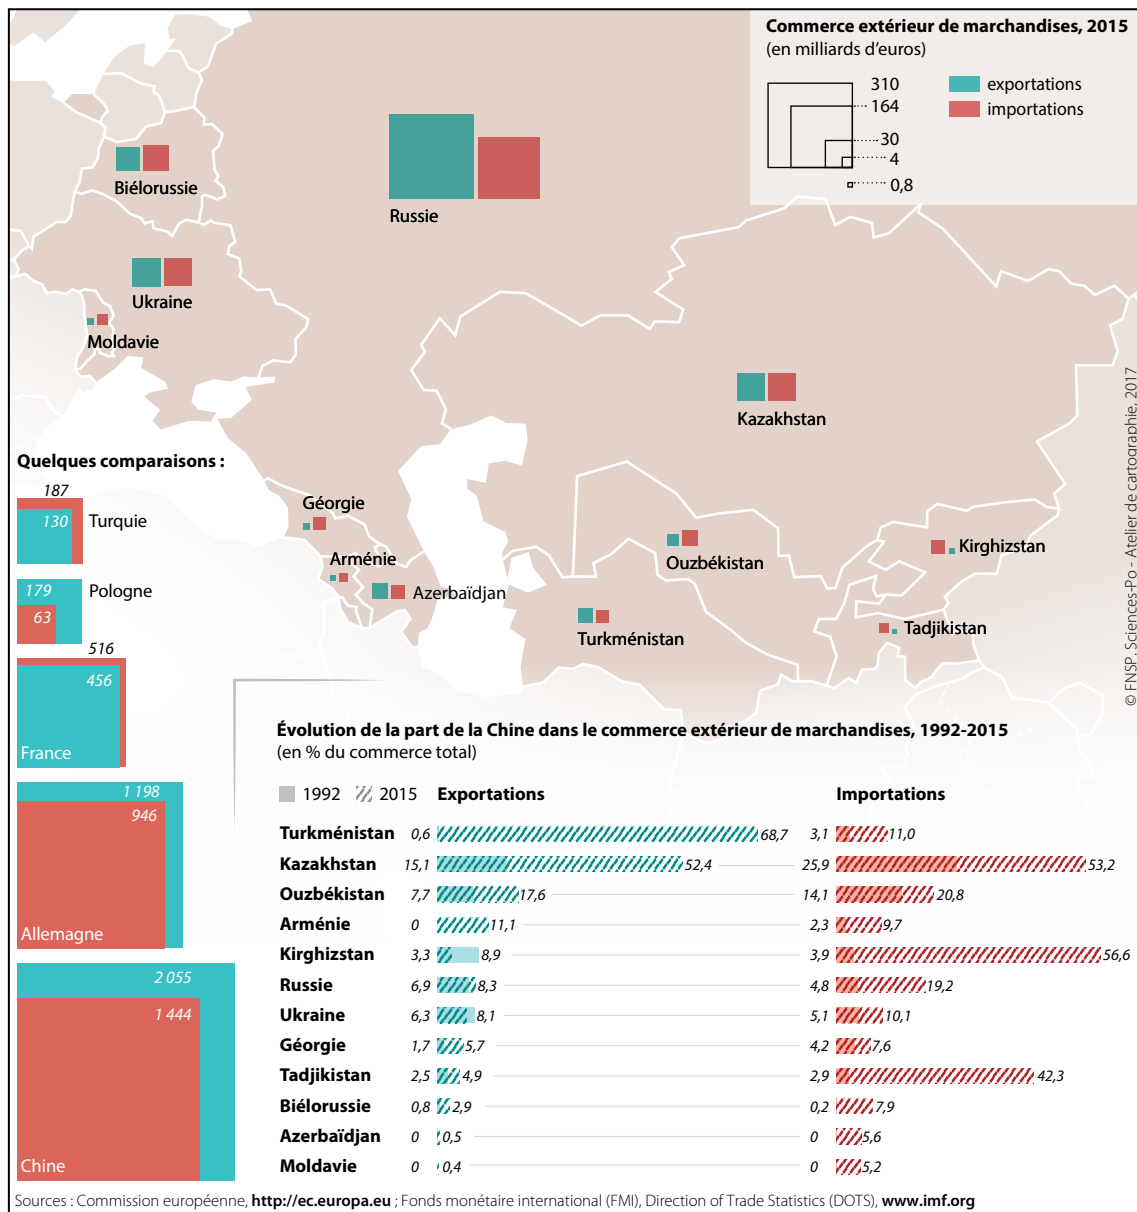 Commerce extérieur de marchandises, 2015
(en milliards d'euros)
310
164
30
4
0,8
exportations
importations
Biélorussie
Russie
Ukraine
Moldavie
Kazakhstan
Géorgie
Arménie
Azerbaïdjan
Ouzbékistan
Turkménistan
Kirghizstan
Tadjikistan
© FNSP. Sciences-Po - Atelier de cartographie, 2017
Quelques comparaisons :
187
130
Turquie
179
63
Pologne
516
456
France
1 198
946
Allemagne
2 055
1 444
Chine
Évolution de la part de la Chine dans le commerce extérieur de marchandises, 1992-2015
(en % du commerce total)
1992 2015 Exportations Importations
Turkménistan 0,6 68,7 3,1 11,0
Kazakhstan 15,1 52,4 25,9 53,2
Ouzbékistan 7,7 17,6 14,1 20,8
Arménie 0 11,1 2,3 9,7
Kirghizstan 3,3 8,9 3,9 56,6
Russie 6,9 8,3 4,8 19,2
Ukraine 6,3 8,1 5,1 10,1
Géorgie 1,7 5,7 4,2 7,6
Tadjikistan 2,5 4,9 2,9 42,3
Biélorussie 0,8 2,9 0,2 7,9
Azerbaïdjan 0 0,5 0 5,6
Moldavie 0 0,4 0 5,2
Sources : Commission européenne, http://ec.europa.eu ; Fonds monétaire international (FMI), Direction of Trade Statistics (DOTS), www.imf.org